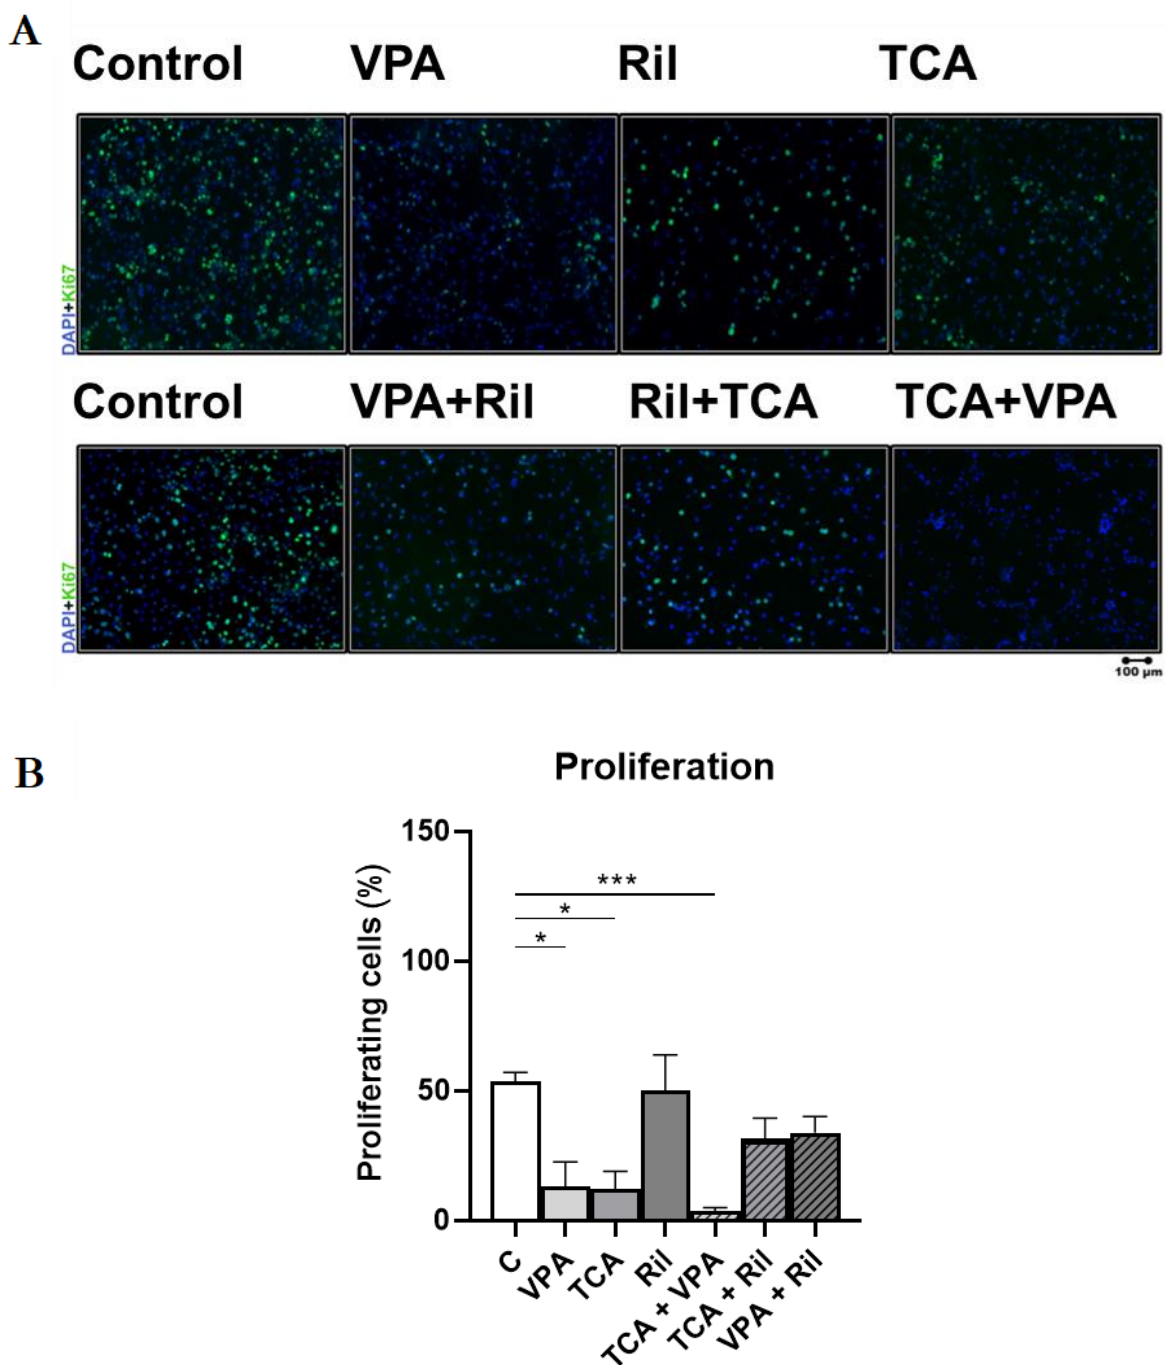 A
Control VPA Ril TCA
DAPI+Ki67
Control VPA+Ril Ril+TCA TCA+VPA
DAPI+Ki67
100 µm
B
Proliferation
Proliferating cells (%)
150
100
50
0
***
*
*
C
VPA
TCA
Ril
TCA + VPA
TCA + Ril
VPA + Ril